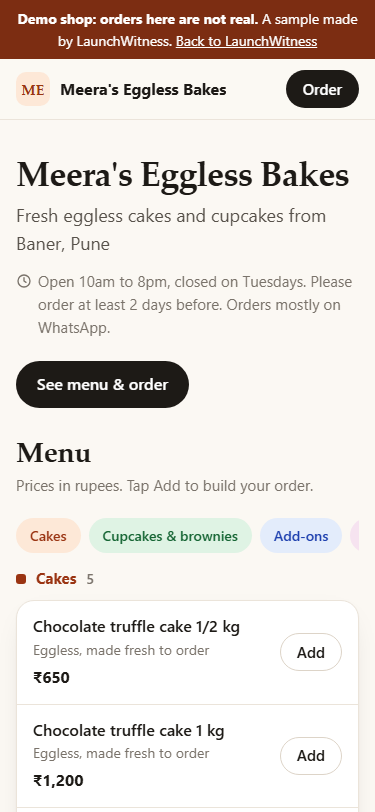 Demo shop: orders here are not real. A sample made
by LaunchWitness. Back to LaunchWitness
ME
Meera's Eggless Bakes
Order
Meera's Eggless Bakes
Fresh eggless cakes and cupcakes from
Baner, Pune
Open 10am to 8pm, closed on Tuesdays. Please
order at least 2 days before. Orders mostly on
WhatsApp.
See menu & order
Menu
Prices in rupees. Tap Add to build your order.
Cakes
Cupcakes & brownies
Add-ons
Cakes 5
Chocolate truffle cake 1/2 kg
Eggless, made fresh to order
₹650
Add
Chocolate truffle cake 1 kg
Eggless, made fresh to order
₹1,200
Add